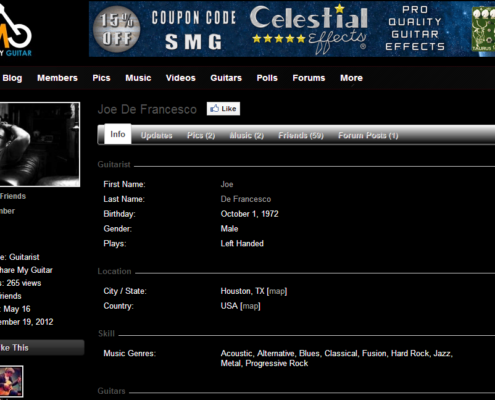 15% OFF
COUPON CODE
SMG
Celestial
Effects®
PRO
QUALITY
GUITAR
EFFECTS
MO
Y GUITAR
Blog Members Pics Music Videos Guitars Polls Forums More
Joe De Francesco Like
Info Updates Pics (2) Music (2) Friends (59) Forum Posts (1)
Friends
mber
e: Guitarist
hare My Guitar
s: 265 views
riends
: May 16
ember 19, 2012
ke This
Guitarist
First Name: Joe
Last Name: De Francesco
Birthday: October 1, 1972
Gender: Male
Plays: Left Handed
Location
City / State: Houston, TX [map]
Country: USA [map]
Skill
Music Genres: Acoustic, Alternative, Blues, Classical, Fusion, Hard Rock, Jazz,
Metal, Progressive Rock
Guitars